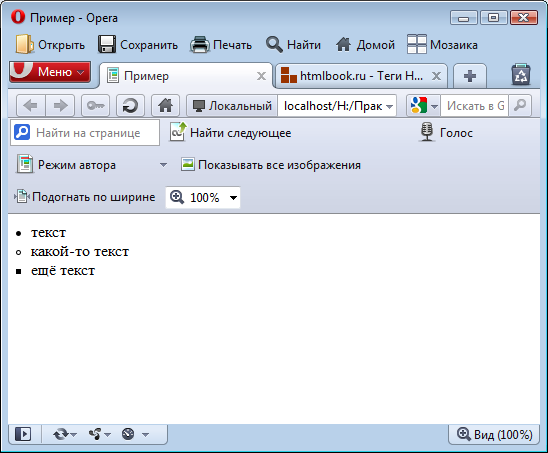 Пример - Opera
Открыть Сохранить Печать Найти Домой Мозаика
Меню Пример htmlbook.ru - Теги H...
Локальный localhost/H:/Прак Искать в G
Найти на странице Найти следующее Голос
Режим автора Показывать все изображения
Подогнать по ширине 100%
текст
какой-то текст
ещё текст
Вид (100%)